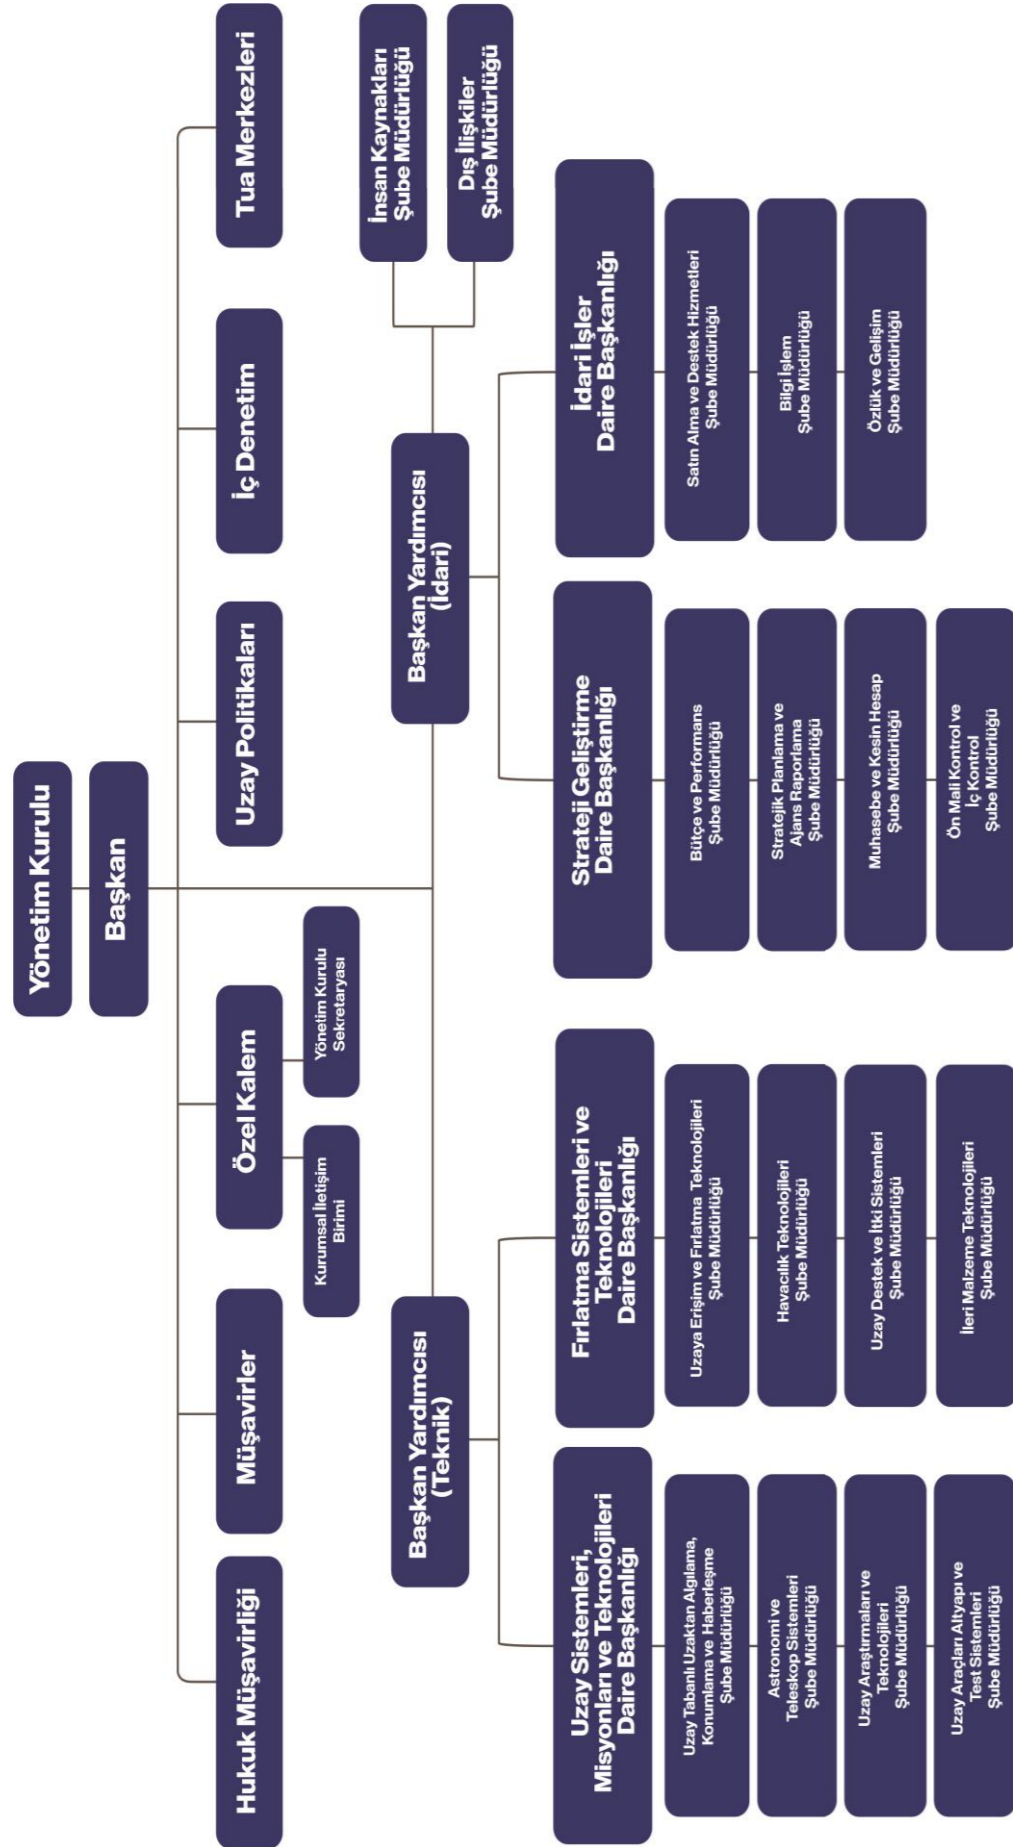 Yönetim Kurulu
Başkan
Hukuk Müşavirliği
Müşavirler
Özel Kalem
Uzay Politikaları
İç Denetim
Tua Merkezleri
Kurumsal İletişim
Birimi
Yönetim Kurulu
Sekretaryası
Başkan Yardımcısı
(Teknik)
Başkan Yardımcısı
(İdari)
İnsan Kaynakları
Şube Müdürlüğü
Dış İlişkiler
Şube Müdürlüğü
Uzay Sistemleri,
Misyonları ve Teknolojileri
Daire Başkanlığı
Uzay Tabanlı Uzaktan Algılama,
Konumlama ve Haberleşme
Şube Müdürlüğü
Astronomi ve
Teleskop Sistemleri
Şube Müdürlüğü
Uzay Araştırmaları ve
Teknolojileri
Şube Müdürlüğü
Uzay Araçları Altyapı ve
Test Sistemleri
Şube Müdürlüğü
Fırlatma Sistemleri ve
Teknolojileri
Daire Başkanlığı
Uzaya Erişim ve Fırlatma Teknolojileri
Şube Müdürlüğü
Havacılık Teknolojileri
Şube Müdürlüğü
Uzay Destek ve İtki Sistemleri
Şube Müdürlüğü
İleri Malzeme Teknolojileri
Şube Müdürlüğü
Strateji Geliştirme
Daire Başkanlığı
Bütçe ve Performans
Şube Müdürlüğü
Stratejik Planlama ve
Ajans Raporlama
Şube Müdürlüğü
Muhasebe ve Kesin Hesap
Şube Müdürlüğü
Ön Mali Kontrol ve
İç Kontrol
Şube Müdürlüğü
İdari İşler
Daire Başkanlığı
Satın Alma ve Destek Hizmetleri
Şube Müdürlüğü
Bilgi İşlem
Şube Müdürlüğü
Özlük ve Gelişim
Şube Müdürlüğü